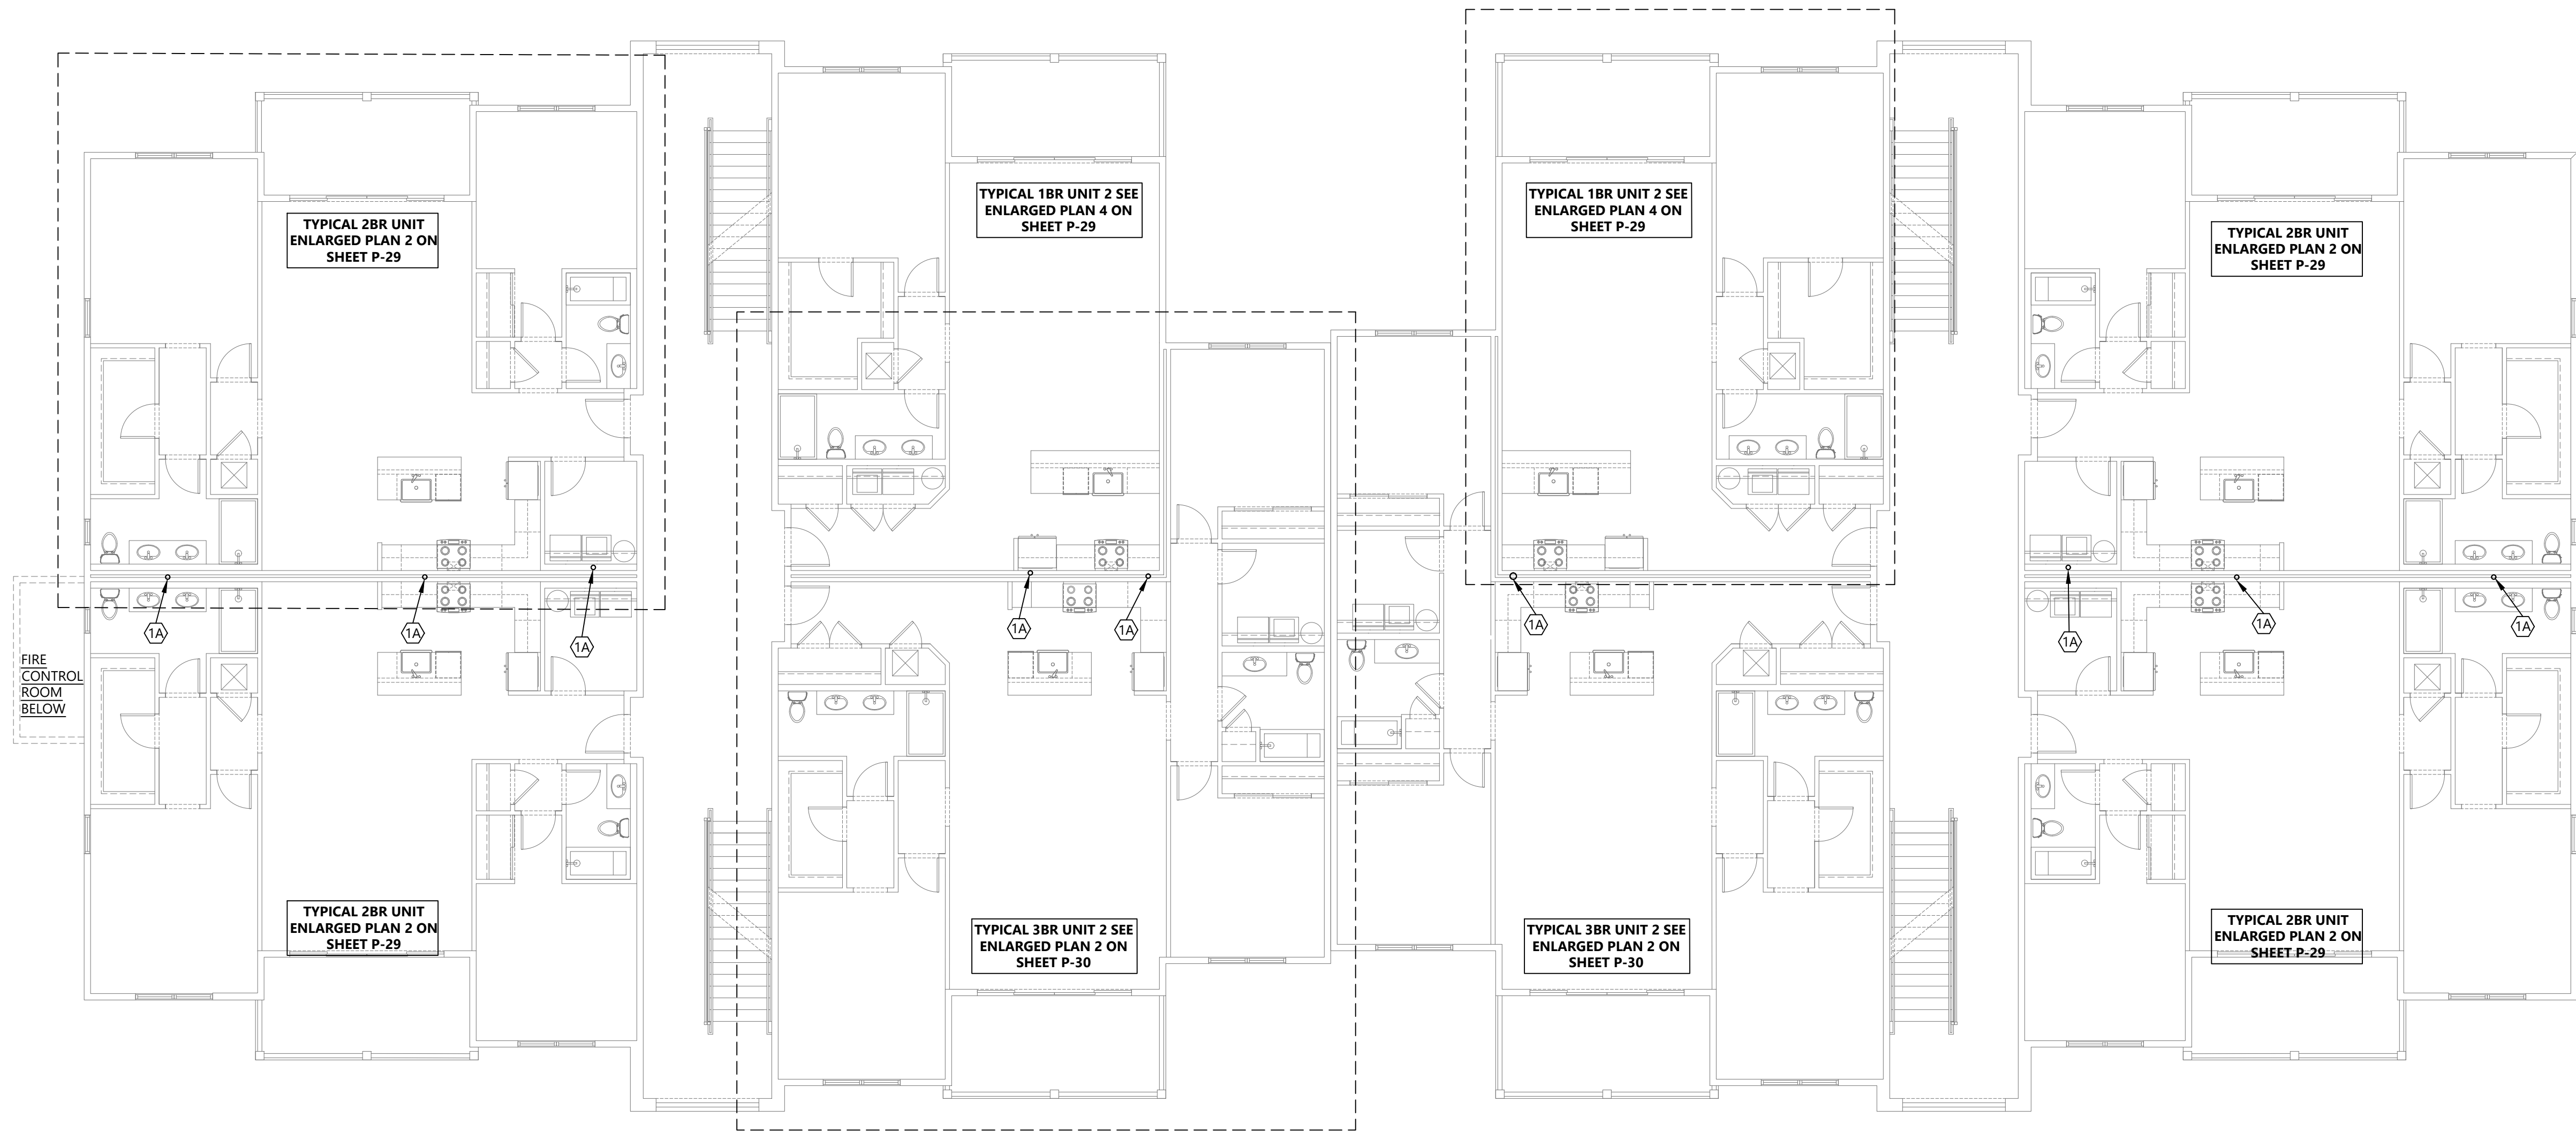 TYPICAL 2BR UNIT
ENLARGED PLAN 2 ON
SHEET P-29
TYPICAL 1BR UNIT 2 SEE
ENLARGED PLAN 4 ON
SHEET P-29
TYPICAL 1BR UNIT 2 SEE
ENLARGED PLAN 4 ON
SHEET P-29
TYPICAL 2BR UNIT
ENLARGED PLAN 2 ON
SHEET P-29
1A
1A
1A
1A
1A
1A
1A
1A
1A
FIRE
CONTROL
ROOM
BELOW
TYPICAL 2BR UNIT
ENLARGED PLAN 2 ON
SHEET P-29
TYPICAL 3BR UNIT 2 SEE
ENLARGED PLAN 2 ON
SHEET P-30
TYPICAL 3BR UNIT 2 SEE
ENLARGED PLAN 2 ON
SHEET P-30
TYPICAL 2BR UNIT
ENLARGED PLAN 2 ON
SHEET P-29